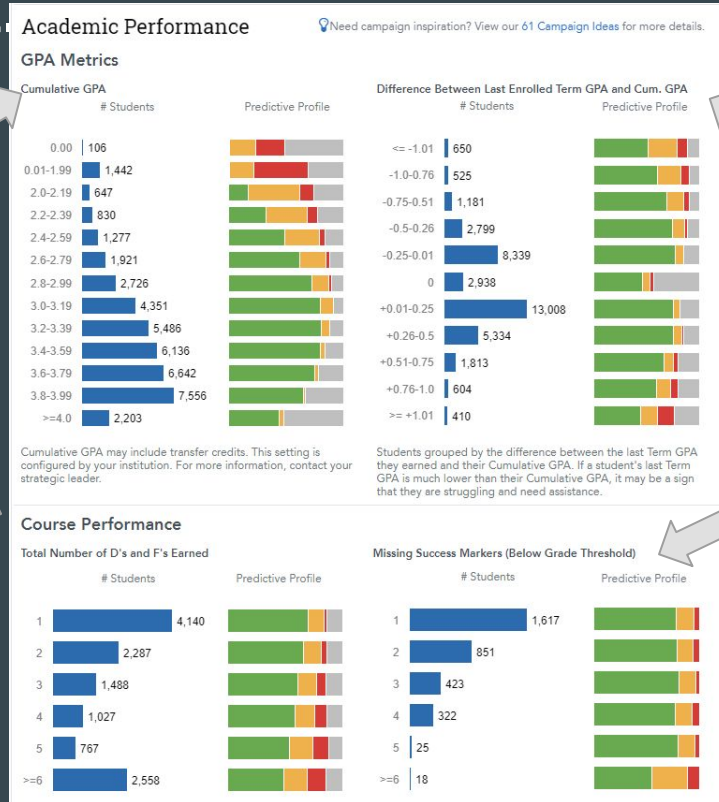 Academic Performance
Need campaign inspiration? View our 61 Campaign Ideas for more details.
GPA Metrics
Cumulative GPA
# Students Predictive Profile
0.00 106
0.01-1.99 1,442
2.0-2.19 647
2.2-2.39 830
2.4-2.59 1,277
2.6-2.79 1,921
2.8-2.99 2,726
3.0-3.19 4,351
3.2-3.39 5,486
3.4-3.59 6,136
3.6-3.79 6,642
3.8-3.99 7,556
>=4.0 2,203
Cumulative GPA may include transfer credits. This setting is
configured by your institution. For more information, contact your
strategic leader.
Difference Between Last Enrolled Term GPA and Cum. GPA
# Students Predictive Profile
<= -1.01 650
-1.0-0.76 525
-0.75-0.51 1,181
-0.5-0.26 2,799
-0.25-0.01 8,339
0 2,938
+0.01-0.25 13,008
+0.26-0.5 5,334
+0.51-0.75 1,813
+0.76-1.0 604
>= +1.01 410
Students grouped by the difference between the last Term GPA
they earned and their Cumulative GPA. If a student's last Term
GPA is much lower than their Cumulative GPA, it may be a sign
that they are struggling and need assistance.
Course Performance
Total Number of D's and F's Earned
# Students Predictive Profile
1 4,140
2 2,287
3 1,488
4 1,027
5 767
>=6 2,558
Missing Success Markers (Below Grade Threshold)
# Students Predictive Profile
1 1,617
2 851
3 423
4 322
5 25
>=6 18